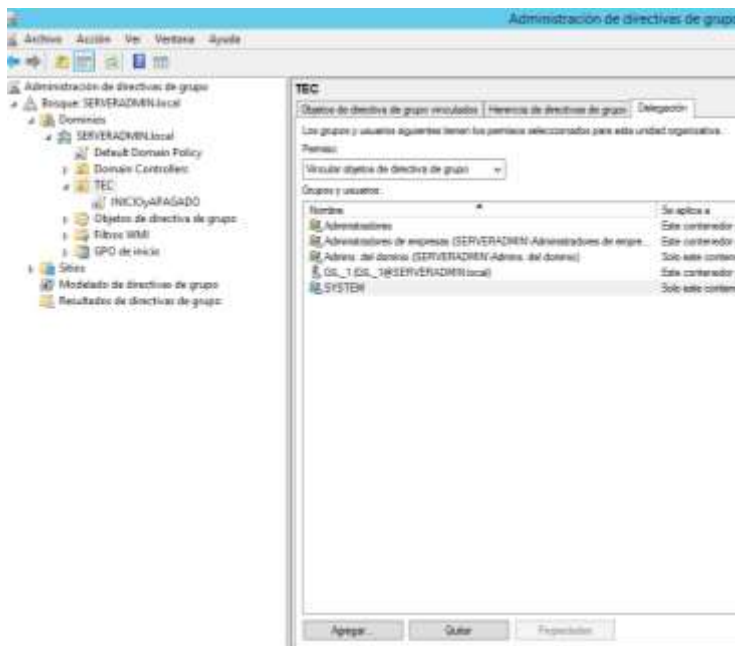 Administración de directivas de grupo
Archivo Acción Ver Ventana Ayuda
Administración de directivas de grupo
Bosque: SERVERADMIN.local
Dominios
SERVERADMIN.local
Default Domain Policy
Domain Controllers
TEC
INICIOyAPAGADO
Objetos de directiva de grupo
Filtros WMI
GPO de inicio
Sitios
Modelado de directivas de grupo
Resultados de directivas de grupo
TEC
Objetos de directiva de grupo vinculados Herencia de directivas de grupo Delegación
Los grupos y usuarios siguientes tienen los permisos seleccionados para esta unidad organizativa.
Permiso:
Vincular objetos de directiva de grupo
Grupos y usuarios:
Nombre Se aplica a
Administradores Este contenedor
Administradores de empresas (SERVERADMIN\Administradores de empre... Este contenedor
Admins. del dominio (SERVERADMIN\Admins. del dominio) Solo este conten
Este contenedor
SYSTEM Solo este conten
Agregar... Quitar Propiedades